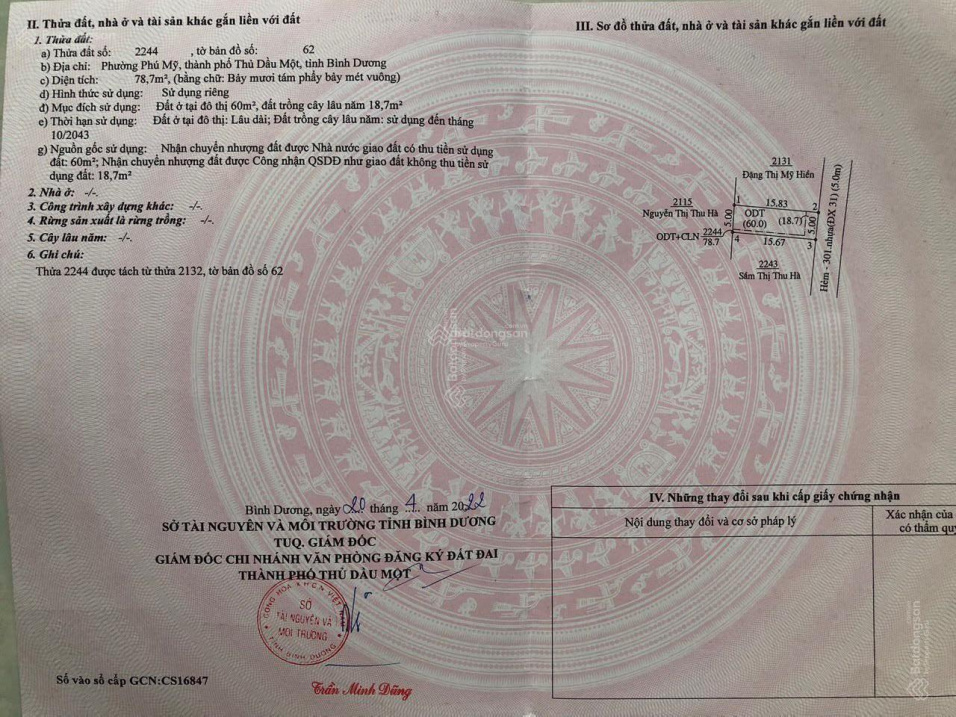 II. Thửa đất, nhà ở và tài sản khác gắn liền với đất
1. Thửa đất:
a) Thửa đất số: 2244 , tờ bản đồ số: 62
b) Địa chỉ: Phường Phú Mỹ, thành phố Thủ Dầu Một, tỉnh Bình Dương
c) Diện tích: 78,7m², (bằng chữ: Bảy mươi tám phẩy bảy mét vuông)
d) Hình thức sử dụng: Sử dụng riêng
đ) Mục đích sử dụng: Đất ở tại đô thị 60m², đất trồng cây lâu năm 18,7m²
e) Thời hạn sử dụng: Đất ở tại đô thị: Lâu dài; Đất trồng cây lâu năm: sử dụng đến tháng
10/2043
g) Nguồn gốc sử dụng: Nhận chuyển nhượng đất được Nhà nước giao đất có thu tiền sử dụng
đất: 60m²; Nhận chuyển nhượng đất được Công nhận QSDĐ như giao đất không thu tiền sử
dụng đất: 18,7m²
2. Nhà ở: -/-.
3. Công trình xây dựng khác: -/-.
4. Rừng sản xuất là rừng trồng: -/-.
5. Cây lâu năm: -/-.
6. Ghi chú:
Thửa 2244 được tách từ thửa 2132, tờ bản đồ số 62
III. Sơ đồ thửa đất, nhà ở và tài sản khác gắn liền với đất
2131
Đặng Thị Mỹ Hiền
2115
Nguyễn Thị Thu Hà
1
15.83
2
5.00
ODT
(60.0)
(18.7)
5.00
ODT+CLN
2244
78.7
4
15.67
3
2243
Sầm Thị Thu Hà
Hẻm - 301.nhựa(ĐX 31) (5.0m)
Batdongsan
Bình Dương, ngày 20 tháng 4 năm 2022
SỞ TÀI NGUYÊN VÀ MÔI TRƯỜNG TỈNH BÌNH DƯƠNG
TUQ. GIÁM ĐỐC
GIÁM ĐỐC CHI NHÁNH VĂN PHÒNG ĐĂNG KÝ ĐẤT ĐAI
THÀNH PHỐ THỦ DẦU MỘT
SỞ
TÀI NGUYÊN VÀ
MÔI TRƯỜNG
TỈNH BÌNH DƯƠNG
Trần Minh Dũng
Số vào sổ cấp GCN:CS16847
IV. Những thay đổi sau khi cấp giấy chứng nhận
Nội dung thay đổi và cơ sở pháp lý
Xác nhận của
có thẩm quy
Batdongsan